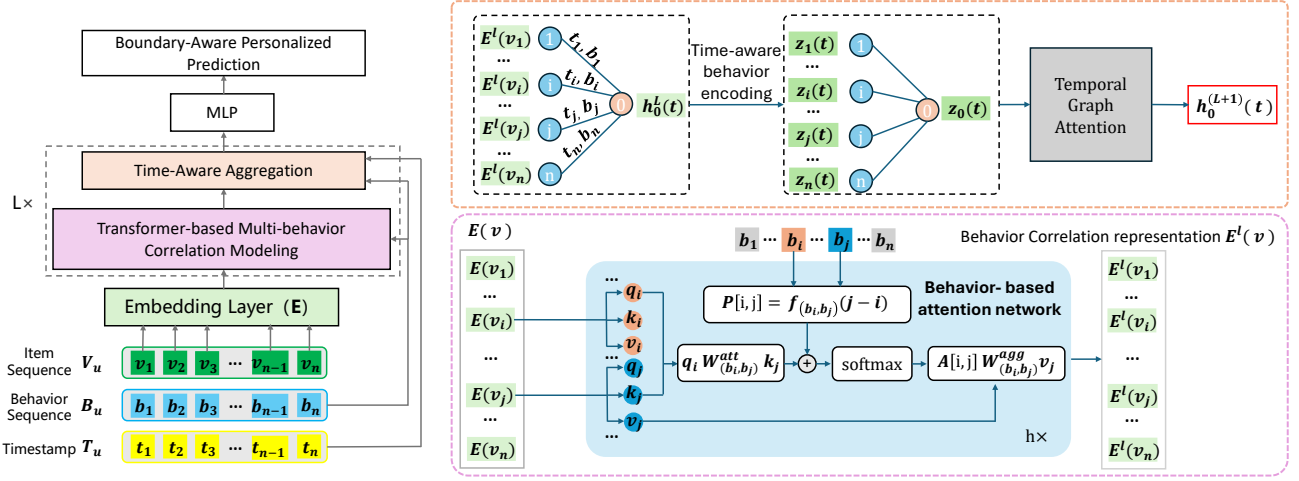 Boundary-Aware Personalized
Prediction
MLP
Time-Aware Aggregation
L×
Transformer-based Multi-behavior
Correlation Modeling
Embedding Layer (E)
Item
Sequence
V_u
v_1 v_2 v_3 ... v_{n-1} v_n
Behavior
Sequence
B_u
b_1 b_2 b_3 ... b_{n-1} b_n
Timestamp T_u
t_1 t_2 t_3 ... t_{n-1} t_n
E^l(v_1)
...
E^l(v_i)
...
E^l(v_j)
...
E^l(v_n)
1
i
j
n
t_1, b_1
t_i, b_i
t_j, b_j
t_n, b_n
0
h_0^L(t)
Time-aware
behavior
encoding
z_1(t)
...
z_i(t)
...
z_j(t)
...
z_n(t)
1
i
j
n
0
z_0(t)
Temporal
Graph
Attention
h_0^{(L+1)}(t)
E(v)
E(v_1)
...
E(v_i)
...
E(v_j)
...
E(v_n)
b_1 ... b_i ... b_j ... b_n
Behavior Correlation representation E^l(v)
Behavior- based
attention network
P[i, j] = f_{(b_i,b_j)}(j − i)
...
q_i
k_i
v_i
...
q_j
k_j
v_j
...
q_i W^{att}_{(b_i,b_j)} k_j
+
softmax
A[i, j] W^{agg}_{(b_i,b_j)} v_j
h×
E^l(v_1)
...
E^l(v_i)
...
E^l(v_j)
...
E^l(v_n)